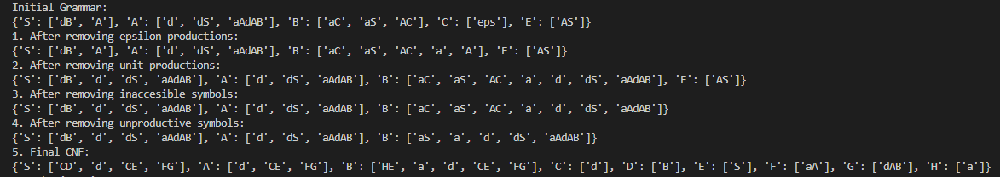 Initial Grammar:
{'S': ['dB', 'A'], 'A': ['d', 'dS', 'aAdAB'], 'B': ['aC', 'aS', 'AC'], 'C': ['eps'], 'E': ['AS']}
1. After removing epsilon productions:
{'S': ['dB', 'A'], 'A': ['d', 'dS', 'aAdAB'], 'B': ['aC', 'aS', 'AC', 'a', 'A'], 'E': ['AS']}
2. After removing unit productions:
{'S': ['dB', 'd', 'dS', 'aAdAB'], 'A': ['d', 'dS', 'aAdAB'], 'B': ['aC', 'aS', 'AC', 'a', 'd', 'dS', 'aAdAB'], 'E': ['AS']}
3. After removing inaccesible symbols:
{'S': ['dB', 'd', 'dS', 'aAdAB'], 'A': ['d', 'dS', 'aAdAB'], 'B': ['aC', 'aS', 'AC', 'a', 'd', 'dS', 'aAdAB']}
4. After removing unproductive symbols:
{'S': ['dB', 'd', 'dS', 'aAdAB'], 'A': ['d', 'dS', 'aAdAB'], 'B': ['aS', 'a', 'd', 'dS', 'aAdAB']}
5. Final CNF:
{'S': ['CD', 'd', 'CE', 'FG'], 'A': ['d', 'CE', 'FG'], 'B': ['HE', 'a', 'd', 'CE', 'FG'], 'C': ['d'], 'D': ['B'], 'E': ['S'], 'F': ['aA'], 'G': ['dAB'], 'H': ['a']}